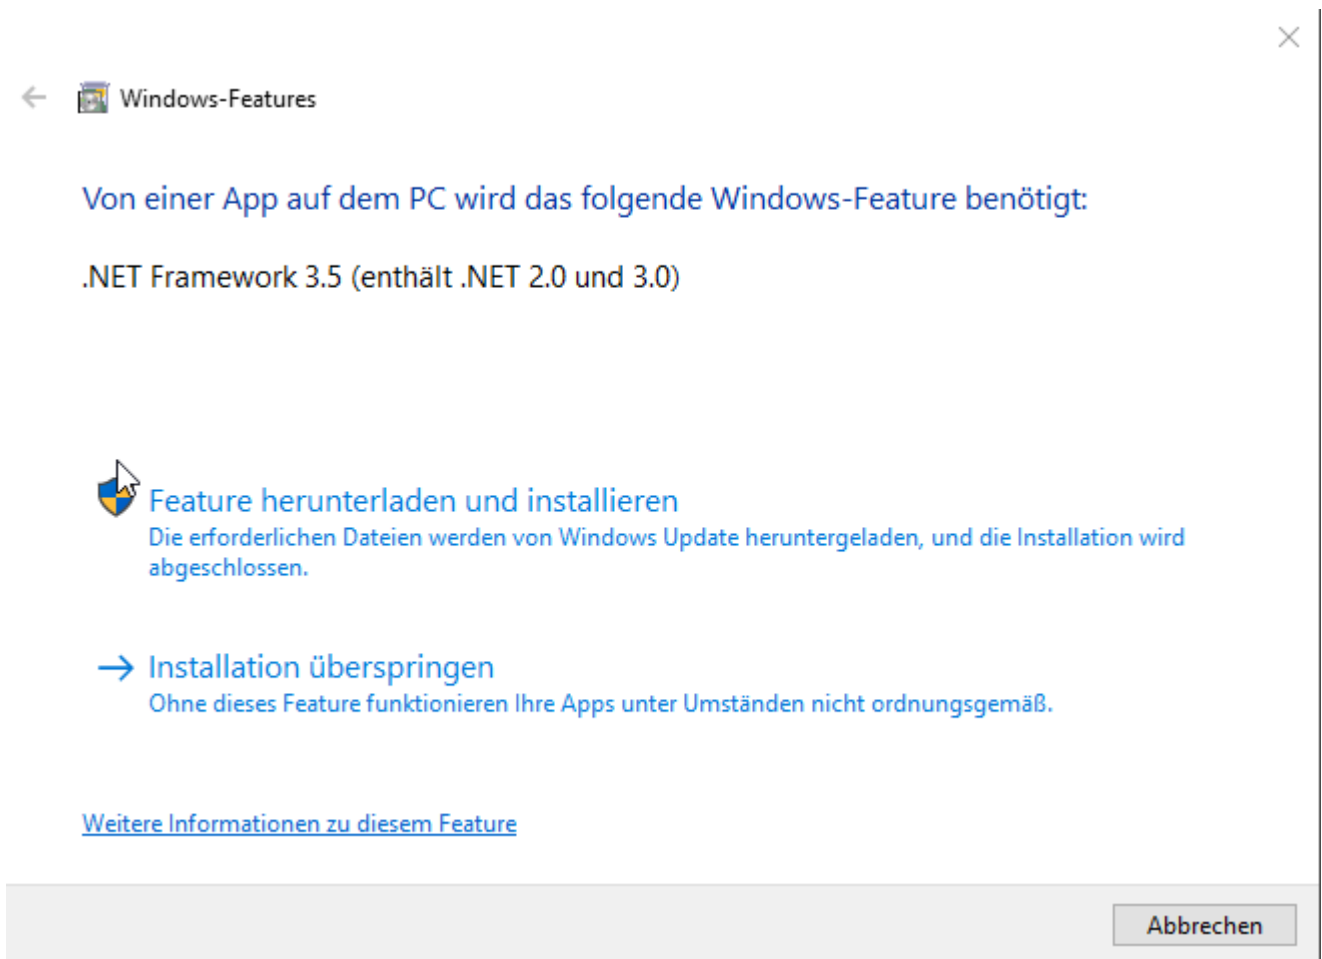 Windows-Features
Von einer App auf dem PC wird das folgende Windows-Feature benötigt:
.NET Framework 3.5 (enthält .NET 2.0 und 3.0)
Feature herunterladen und installieren
Die erforderlichen Dateien werden von Windows Update heruntergeladen, und die Installation wird
abgeschlossen.
Installation überspringen
Ohne dieses Feature funktionieren Ihre Apps unter Umständen nicht ordnungsgemäß.
Weitere Informationen zu diesem Feature
Abbrechen